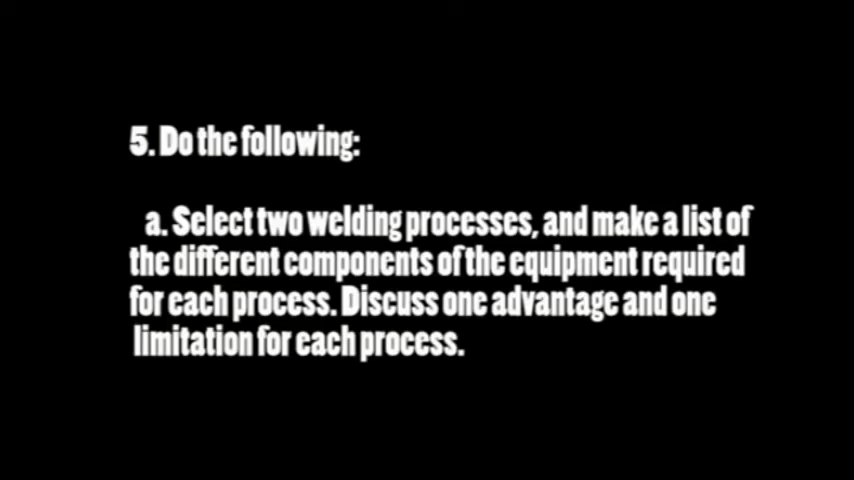 5. Do the following:
a. Select two welding processes, and make a list of
the different components of the equipment required
for each process. Discuss one advantage and one
limitation for each process.